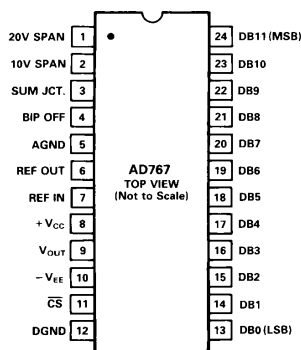 20V SPAN 1 24 DB11 (MSB)
10V SPAN 2 23 DB10
SUM JCT. 3 22 DB9
BIP OFF 4 21 DB8
AGND 5 20 DB7
REF OUT 6 19 DB6
REF IN 7 18 DB5
+VCC 8 17 DB4
VOUT 9 16 DB3
−VEE 10 15 DB2
CS 11 14 DB1
DGND 12 13 DB0 (LSB)
AD767
TOP VIEW
(Not to Scale)